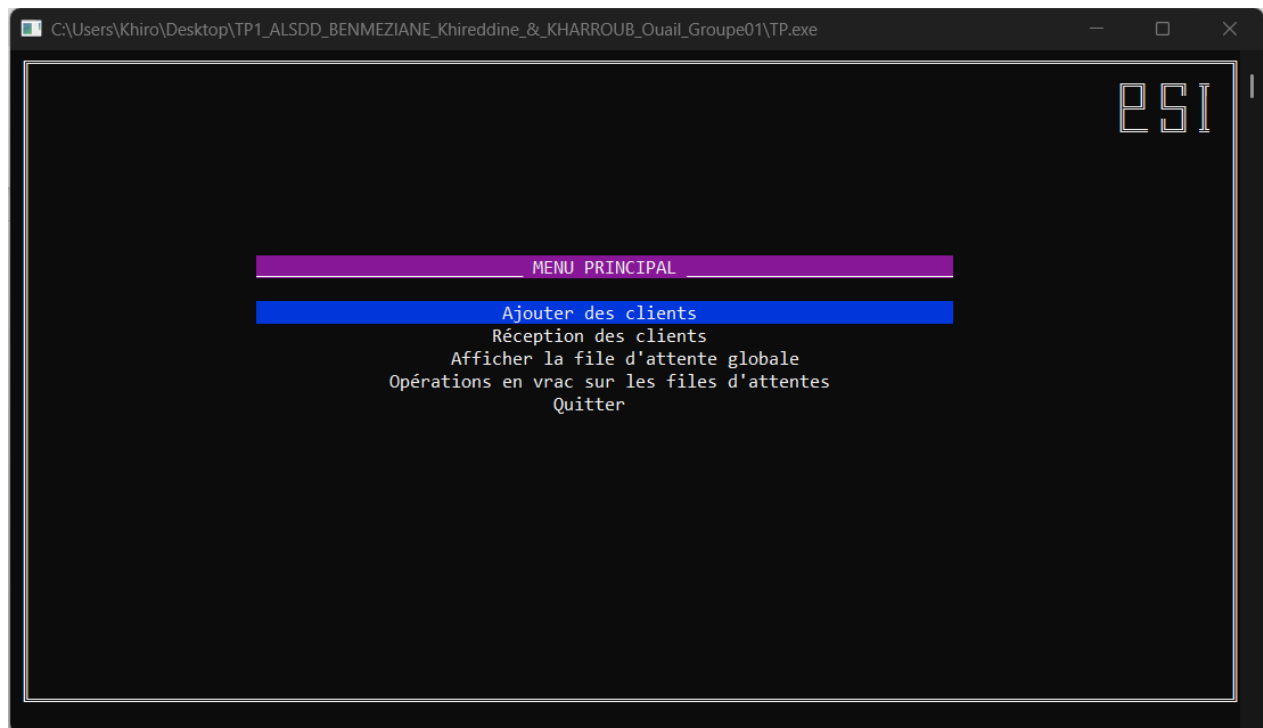 C:\Users\Khiro\Desktop\TP1_ALSDD_BENMEZIANE_Khireddine_&_KHARROUB_Ouail_Groupe01\TP.exe
eSI
MENU PRINCIPAL
Ajouter des clients
Réception des clients
Afficher la file d'attente globale
Opérations en vrac sur les files d'attentes
Quitter